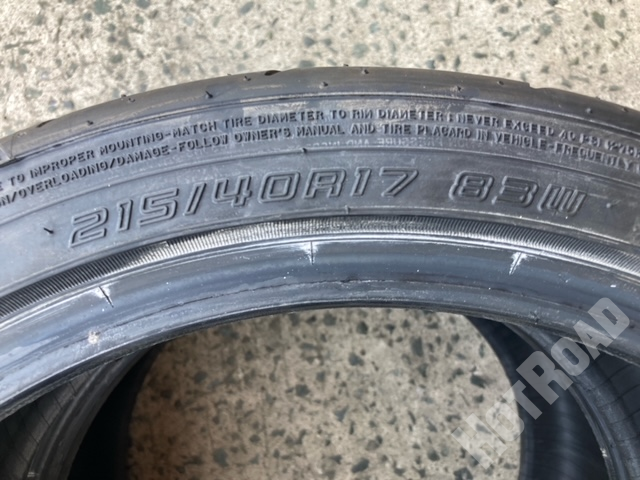 E TO IMPROPER MOUNTING-MATCH TIRE DIAMETER TO RIM DIAMETER: NEVER EXCEED
OVERLOADING/DAMAGE-FOLLOW OWNER'S MANUAL AND TIRE PLACARD IN VEHICLE-FREQUENTLY
215/40R17 83W
HOTROAD